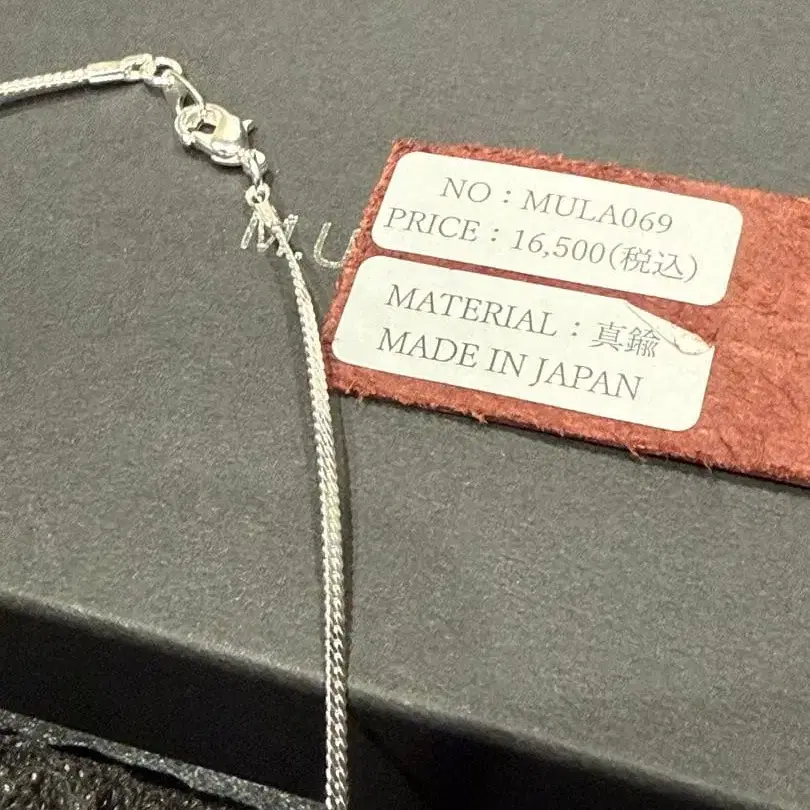 NO：MULA069
PRICE：16,500(税込)
MATERIAL：真鍮
MADE IN JAPAN
M.U